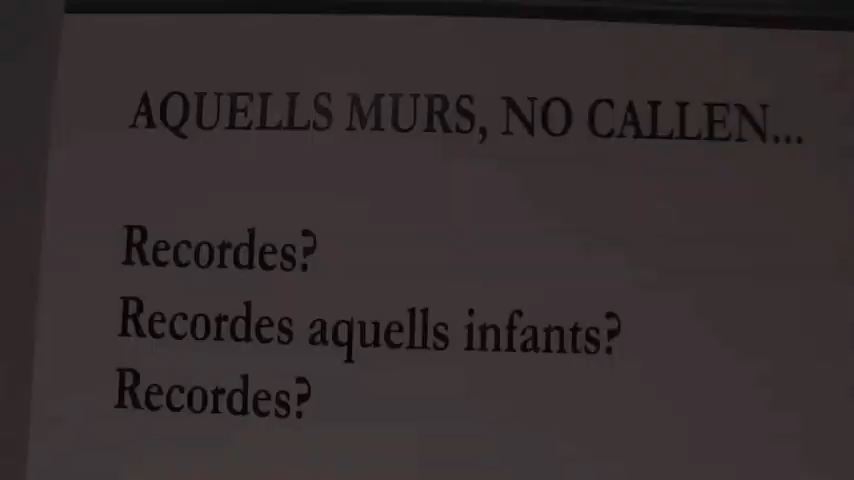 AQUELLS MURS, NO CALLEN...
Recordes?
Recordes aquells infants?
Recordes?